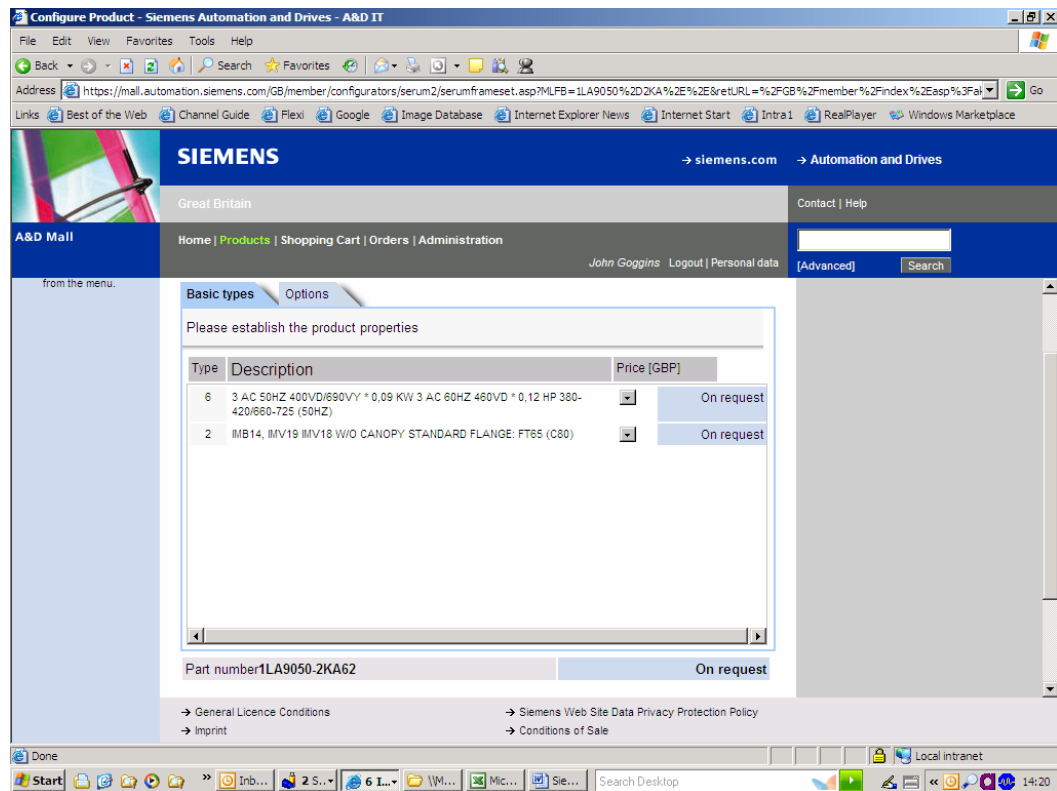 Configure Product - Siemens Automation and Drives - A&D IT
File Edit View Favorites Tools Help
Back Search Favorites
Address https://mall.automation.siemens.com/GB/member/configurators/serum2/serumframeset.asp?MLFB=1LA9050%2D2KA%2E%2E&retURL=%2FGB%2Fmember%2Findex%2Easp%3Fal Go
Links Best of the Web Channel Guide Flexi Google Image Database Internet Explorer News Internet Start Intra1 RealPlayer Windows Marketplace
SIEMENS
→ siemens.com → Automation and Drives
Great Britain
Contact | Help
A&D Mall
Home | Products | Shopping Cart | Orders | Administration
John Goggins Logout | Personal data
[Advanced] Search
from the menu.
Basic types Options
Please establish the product properties
Type Description Price [GBP]
6 3 AC 50HZ 400VD/690VY * 0,09 KW 3 AC 60HZ 460VD * 0,12 HP 380-
420/660-725 (50HZ) On request
2 IMB14, IMV19 IMV18 W/O CANOPY STANDARD FLANGE: FT65 (C80) On request
Part number1LA9050-2KA62 On request
→ General Licence Conditions → Siemens Web Site Data Privacy Protection Policy
→ Imprint → Conditions of Sale
Done Local intranet
Start » Inb... 2 S... 6 I... \\M... Mic... Sie... Search Desktop « 14:20